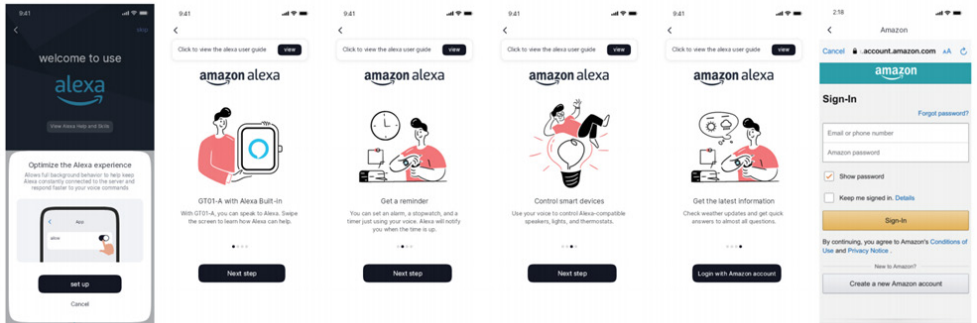 9:41
skip
welcome to use
alexa
View Alexa Help and Skills
Optimize the Alexa experience
Allows full background behavior to help keep
Alexa constantly connected to the server and
respond faster to your voice commands.
App
allow
set up
Cancel
9:41
Click to view the alexa user guide
view
amazon alexa
GT01-A with Alexa Built-in
With GT01-A, you can speak to Alexa. Swipe
the screen to learn how Alexa can help.
Next step
9:41
Click to view the alexa user guide
view
amazon alexa
Get a reminder
You can set an alarm, a stopwatch, and a
timer just using your voice. Alexa will notify
you when the time is up.
Next step
9:41
Click to view the alexa user guide
view
amazon alexa
Control smart devices
Use your voice to control Alexa-compatible
speakers, lights, and thermostats.
Next step
9:41
Click to view the alexa user guide
view
amazon alexa
Get the latest information
Check weather updates and get quick
answers to almost all questions.
Login with Amazon account
2:18
Amazon
Cancel
.account.amazon.com
AA
amazon
Sign-In
Forgot password?
Email or phone number
Amazon password
Show password
Keep me signed in. Details
Sign-In
By continuing, you agree to Amazon's Conditions of
Use and Privacy Notice .
New to Amazon?
Create a new Amazon account